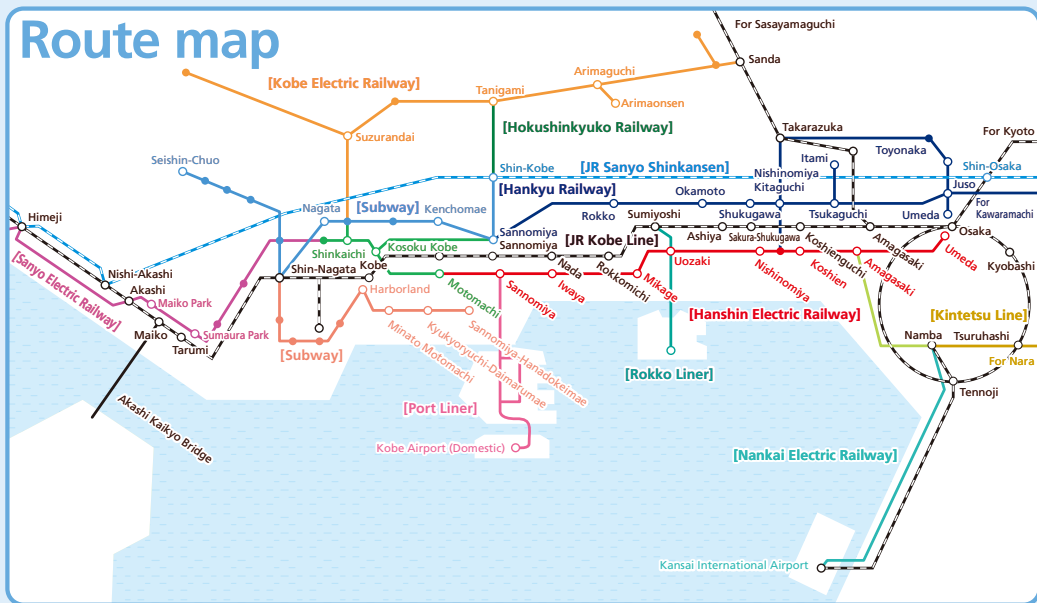 Route map
For Sasayamaguchi
Sanda
[Kobe Electric Railway]
Arimaguchi
Tanigami
Arimaonsen
[Hokushinkyuko Railway]
Suzurandai
Takarazuka
Toyonaka
For Kyoto
Seishin-Chuo
Shin-Kobe
[JR Sanyo Shinkansen]
Itami
Nishinomiya
Kitaguchi
Shin-Osaka
[Hankyu Railway]
Okamoto
Juso
For
Kawaramachi
Nagata
[Subway]
Kenchomae
Rokko
Sumiyoshi
Shukugawa
Tsukaguchi
Umeda
Himeji
Sannomiya
Sannomiya
[JR Kobe Line]
Ashiya
Sakura-Shukugawa
Koshienguchi
Amagasaki
Osaka
Kosoku Kobe
Shinkaichi
Kobe
Shin-Nagata
[Sanyo Electric Railway]
Nishi-Akashi
Akashi
Maiko Park
Maiko
Sumaura Park
Tarumi
Harborland
Motomachi
Sannomiya
Nada
Iwaya
Rokkomichi
Mikage
Uozaki
Nishinomiya
Koshien
Amagasaki
Umeda
Kyobashi
[Hanshin Electric Railway]
[Kintetsu Line]
Namba
Tsuruhashi
For Nara
[Subway]
Minato Motomachi
Kyukyoryuchi-Daimarumae
Sannomiya-Hanadokeimae
[Rokko Liner]
Tennoji
Akashi Kaikyo Bridge
[Port Liner]
Kobe Airport (Domestic)
[Nankai Electric Railway]
Kansai International Airport